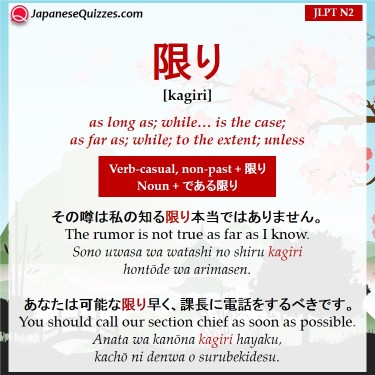 JapaneseQuizzes.com
JLPT N2
限り
[kagiri]
as long as; while… is the case;
as far as; while; to the extent; unless
Verb-casual, non-past + 限り
Noun + である限り
その噂は私の知る限り本当ではありません。
The rumor is not true as far as I know.
Sono uwasa wa watashi no shiru kagiri
hontōde wa arimasen.
あなたは可能な限り早く、課長に電話をするべきです。
You should call our section chief as soon as possible.
Anata wa kanōna kagiri hayaku,
kachō ni denwa o surubekidesu.